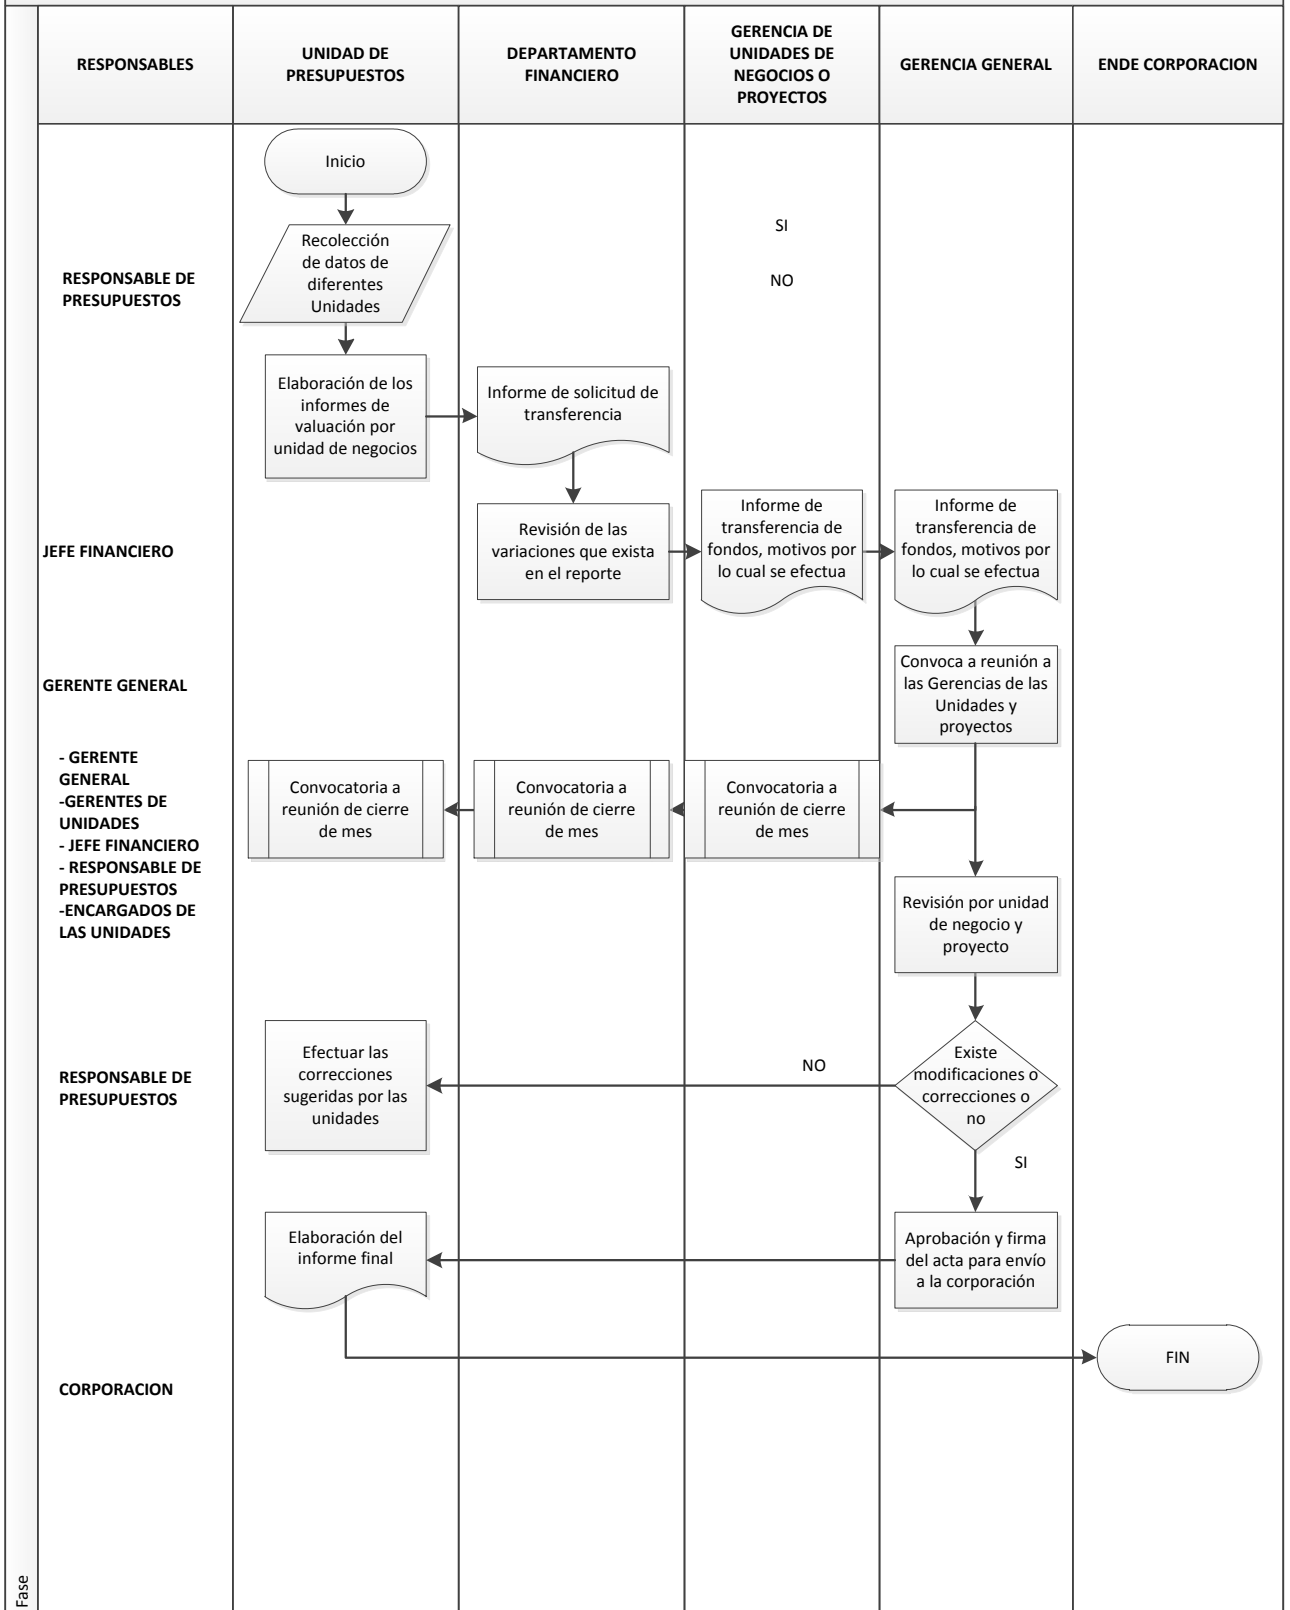 RESPONSABLES
UNIDAD DE
PRESUPUESTOS
DEPARTAMENTO
FINANCIERO
GERENCIA DE
UNIDADES DE
NEGOCIOS O
PROYECTOS
GERENCIA GENERAL
ENDE CORPORACION
Inicio
Recolección
de datos de
diferentes
Unidades
SI
NO
RESPONSABLE DE
PRESUPUESTOS
Elaboración de los
informes de
valuación por
unidad de negocios
Informe de solicitud de
transferencia
JEFE FINANCIERO
Revisión de las
variaciones que exista
en el reporte
Informe de
transferencia de
fondos, motivos por
lo cual se efectua
Informe de
transferencia de
fondos, motivos por
lo cual se efectua
GERENTE GENERAL
Convoca a reunión a
las Gerencias de las
Unidades y
proyectos
- GERENTE
GENERAL
-GERENTES DE
UNIDADES
- JEFE FINANCIERO
- RESPONSABLE DE
PRESUPUESTOS
-ENCARGADOS DE
LAS UNIDADES
Convocatoria a
reunión de cierre
de mes
Convocatoria a
reunión de cierre
de mes
Convocatoria a
reunión de cierre
de mes
Revisión por unidad
de negocio y
proyecto
RESPONSABLE DE
PRESUPUESTOS
Efectuar las
correcciones
sugeridas por las
unidades
NO
Existe
modificaciones o
correcciones o
no
SI
Elaboración del
informe final
Aprobación y firma
del acta para envío
a la corporación
FIN
CORPORACION
Fase